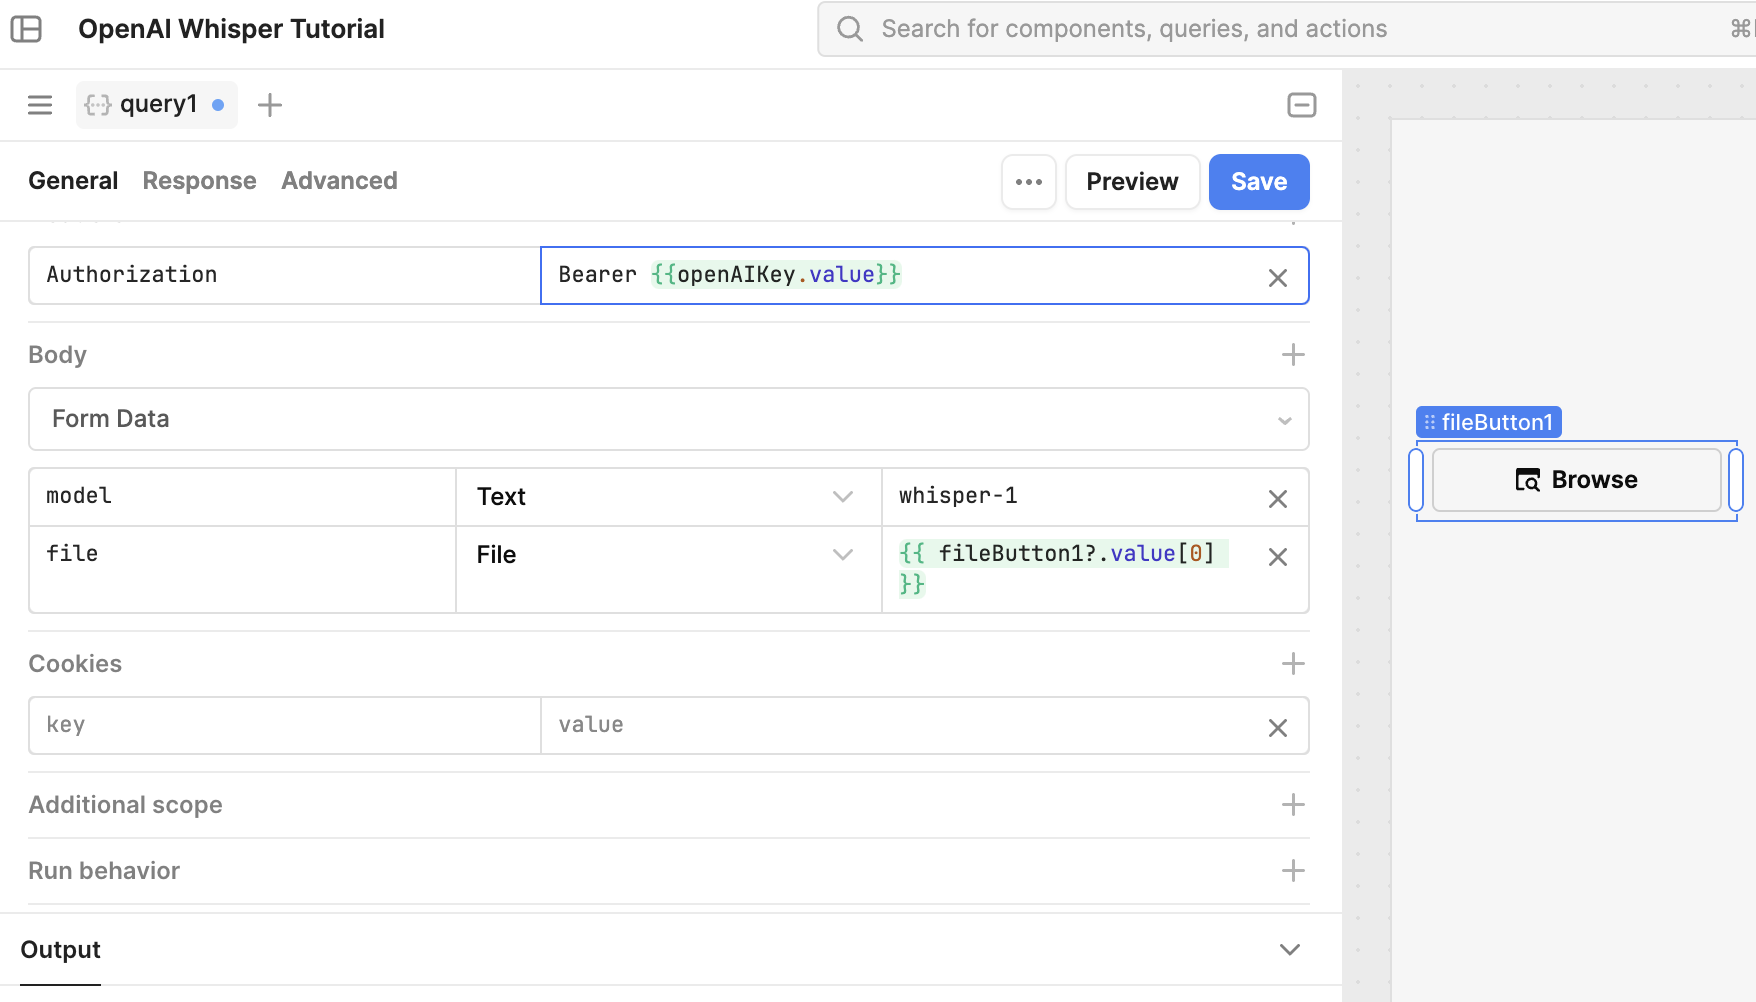 OpenAI Whisper Tutorial
Search for components, queries, and actions
query1
General Response Advanced
Preview
Save
Authorization
Bearer {{openAIKey.value}}
Body
Form Data
model
Text
whisper-1
file
File
{{ fileButton1?.value[0]
}}
Cookies
key
value
Additional scope
Run behavior
Output
fileButton1
Browse